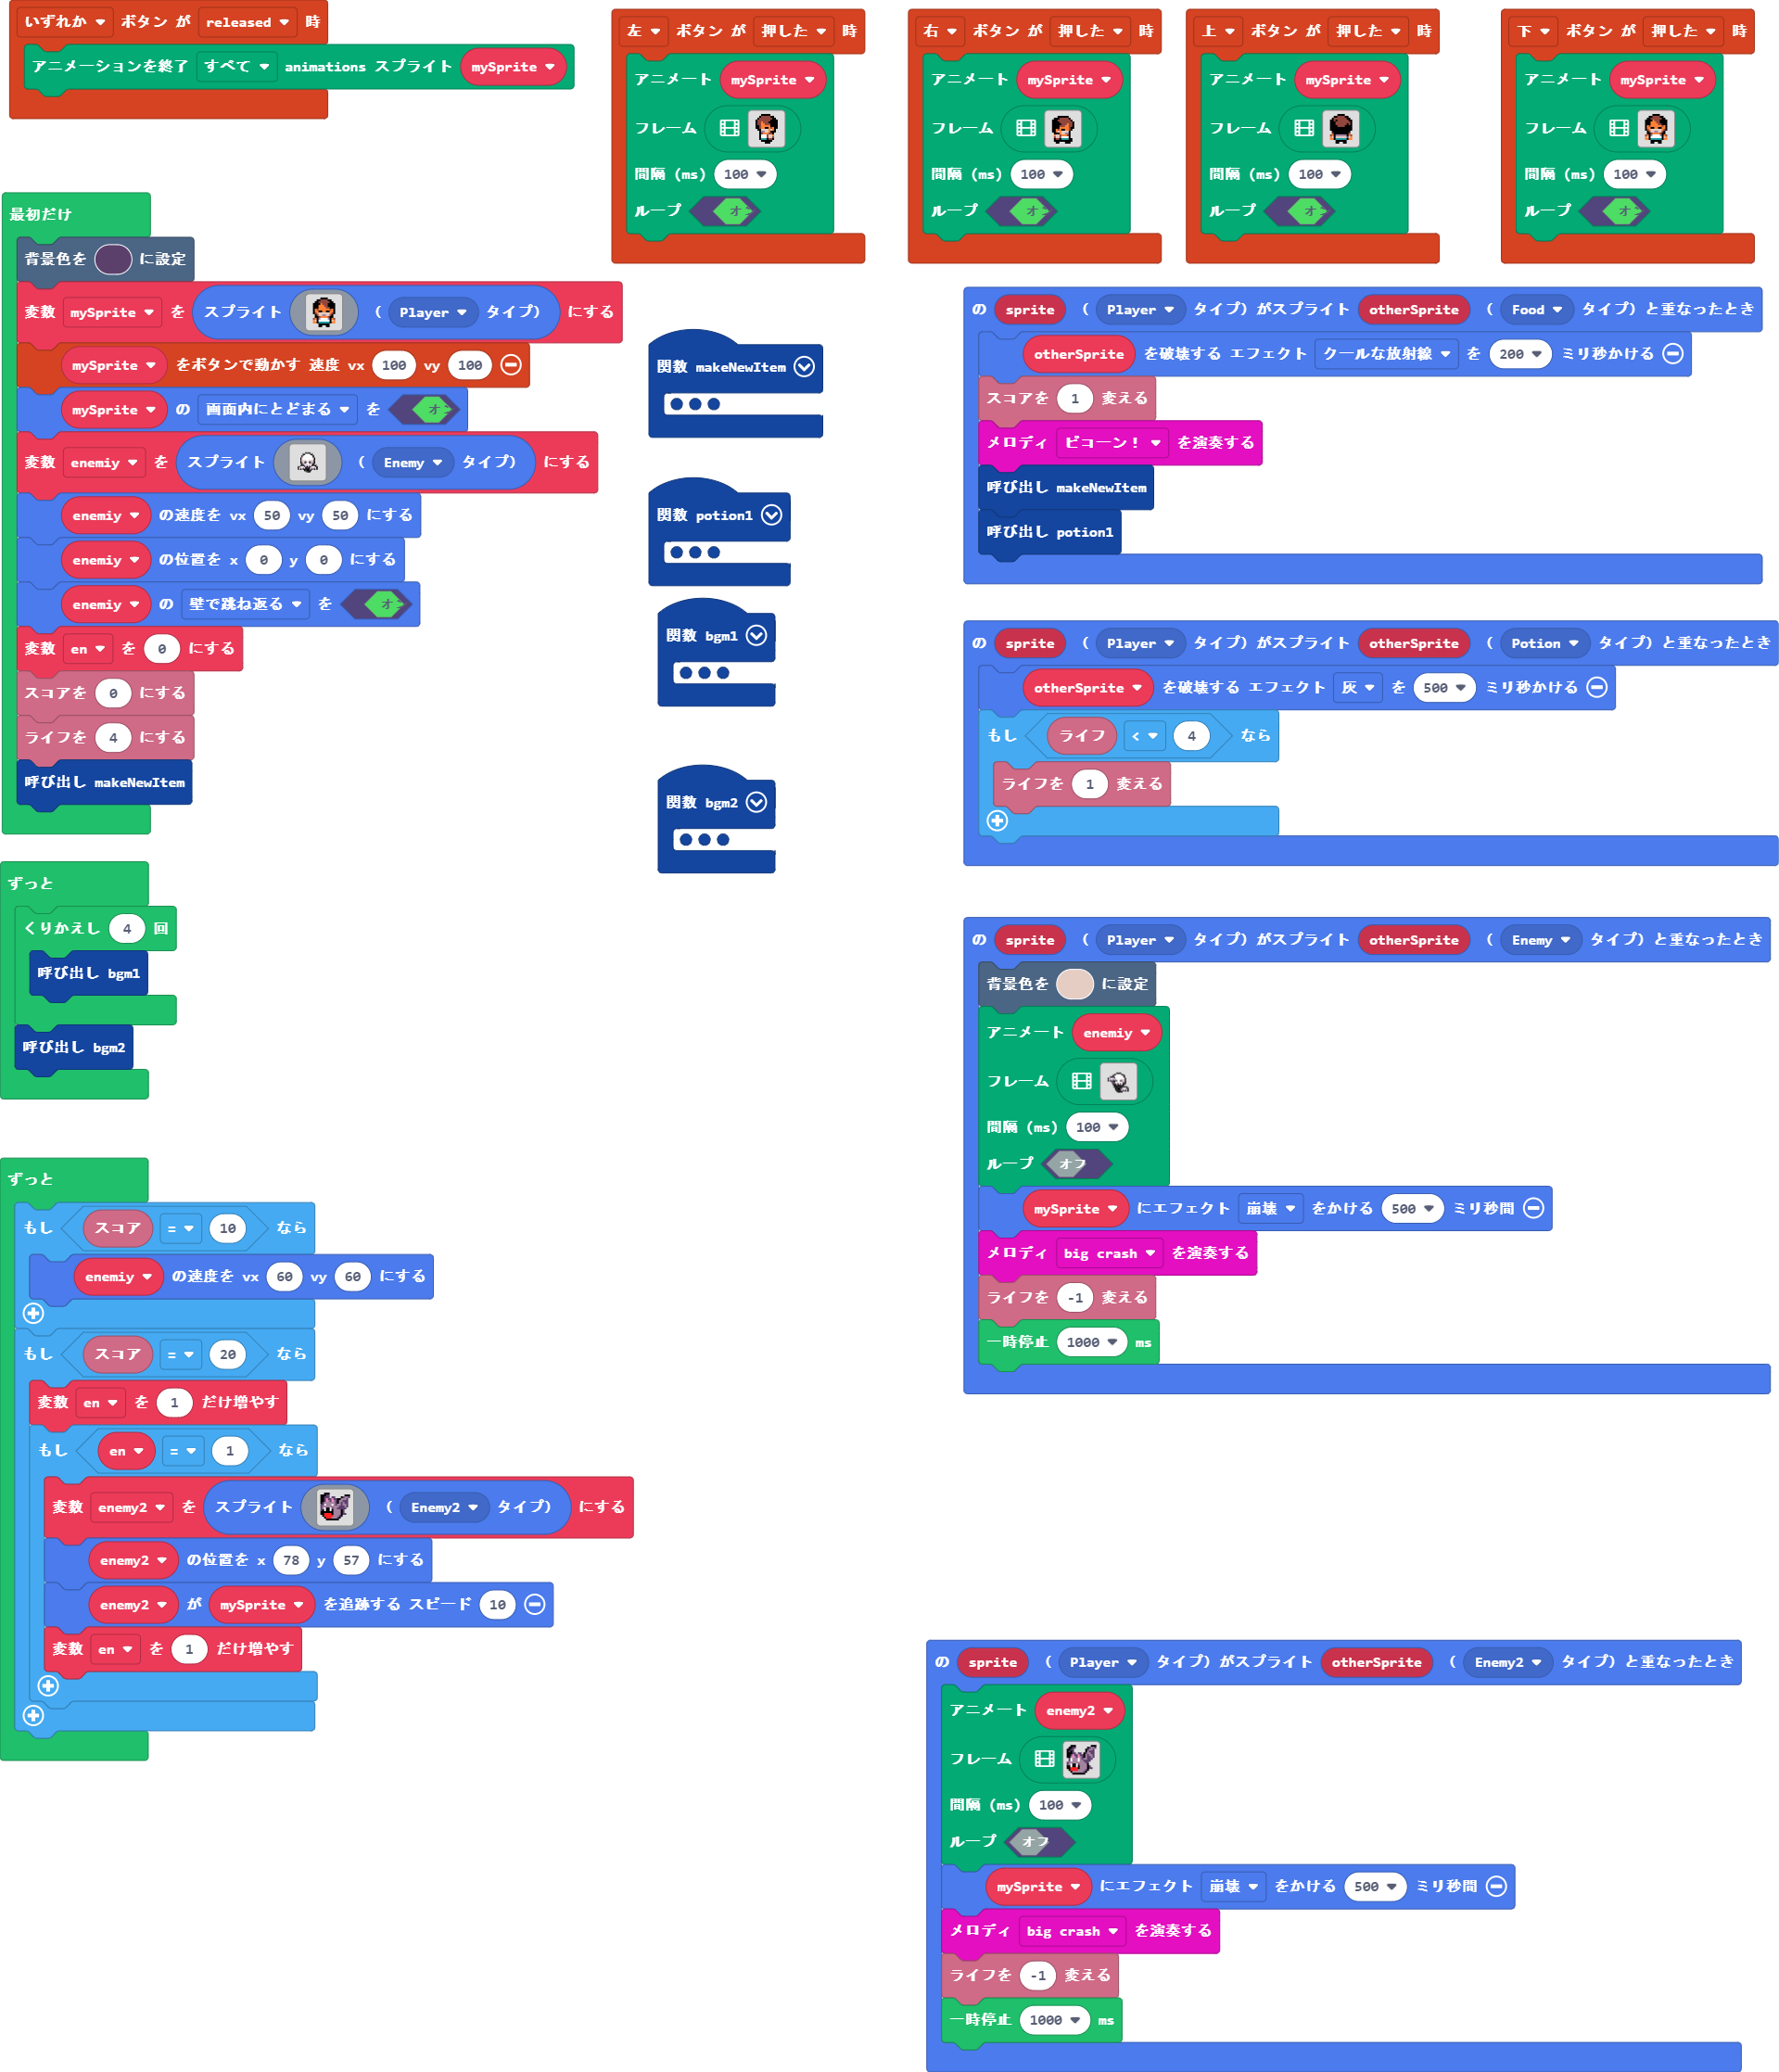 いずれか ボタン が released 時
アニメーションを終了 すべて animations スプライト mySprite
左 ボタン が 押した 時
アニメート mySprite
フレーム
間隔 (ms) 100
ループ オン
右 ボタン が 押した 時
アニメート mySprite
フレーム
間隔 (ms) 100
ループ オン
上 ボタン が 押した 時
アニメート mySprite
フレーム
間隔 (ms) 100
ループ オン
下 ボタン が 押した 時
アニメート mySprite
フレーム
間隔 (ms) 100
ループ オン
最初だけ
背景色を に設定
変数 mySprite を スプライト ( Player タイプ) にする
mySprite をボタンで動かす 速度 vx 100 vy 100
mySprite の 画面内にとどまる を オン
変数 enemiy を スプライト ( Enemy タイプ) にする
enemiy の速度を vx 50 vy 50 にする
enemiy の位置を x 0 y 0 にする
enemiy の 壁で跳ね返る を オン
変数 en を 0 にする
スコアを 0 にする
ライフを 4 にする
呼び出し makeNewItem
ずっと
くりかえし 4 回
呼び出し bgm1
呼び出し bgm2
ずっと
もし スコア = 10 なら
enemiy の速度を vx 60 vy 60 にする
もし スコア = 20 なら
変数 en を 1 だけ増やす
もし en = 1 なら
変数 enemy2 を スプライト ( Enemy2 タイプ) にする
enemy2 の位置を x 78 y 57 にする
enemy2 が mySprite を追跡する スピード 10
変数 en を 1 だけ増やす
関数 makeNewItem
関数 potion1
関数 bgm1
関数 bgm2
の sprite ( Player タイプ) がスプライト otherSprite ( Food タイプ) と重なったとき
otherSprite を破壊する エフェクト クールな放射線 を 200 ミリ秒かける
スコアを 1 変える
メロディ ビヨーン! を演奏する
呼び出し makeNewItem
呼び出し potion1
の sprite ( Player タイプ) がスプライト otherSprite ( Potion タイプ) と重なったとき
otherSprite を破壊する エフェクト 灰 を 500 ミリ秒かける
もし ライフ < 4 なら
ライフを 1 変える
の sprite ( Player タイプ) がスプライト otherSprite ( Enemy タイプ) と重なったとき
背景色を に設定
アニメート enemiy
フレーム
間隔 (ms) 100
ループ オフ
mySprite にエフェクト 崩壊 をかける 500 ミリ秒間
メロディ big crash を演奏する
ライフを -1 変える
一時停止 1000 ms
の sprite ( Player タイプ) がスプライト otherSprite ( Enemy2 タイプ) と重なったとき
アニメート enemy2
フレーム
間隔 (ms) 100
ループ オフ
mySprite にエフェクト 崩壊 をかける 500 ミリ秒間
メロディ big crash を演奏する
ライフを -1 変える
一時停止 1000 ms